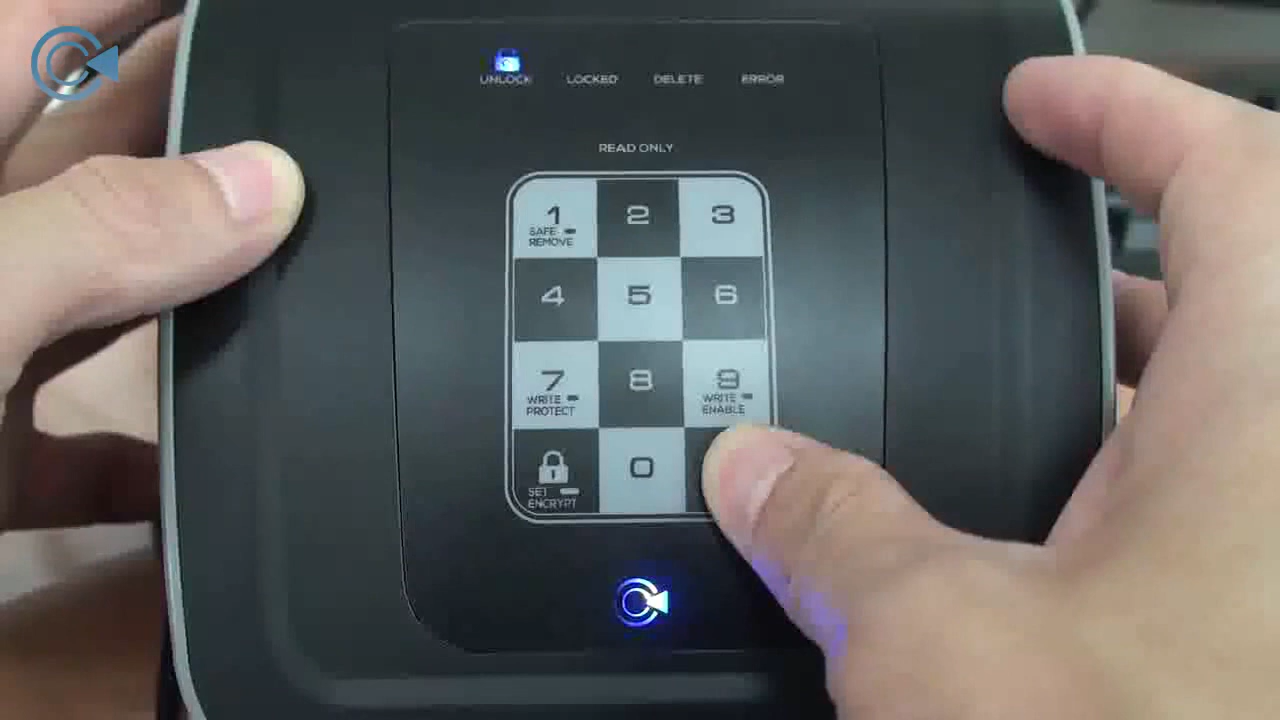 UNLOCK LOCKED DELETE ERROR
READ ONLY
1 2 3
SAFE
REMOVE
4 5 6
7 8 9
WRITE WRITE
PROTECT ENABLE
0
SET
ENCRYPT